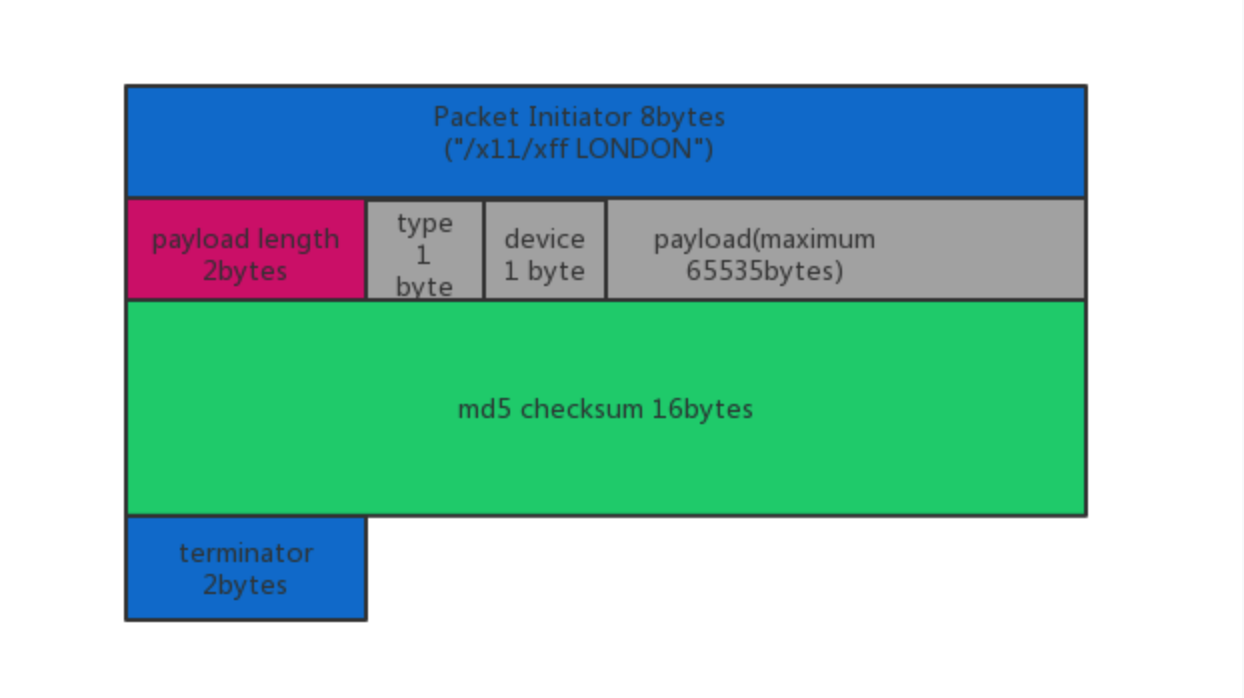 Packet Initiator 8bytes
("/x11/xff LONDON")
payload length
2bytes
type
1
byte
device
1 byte
payload(maximum
65535bytes)
md5 checksum 16bytes
terminator
2bytes